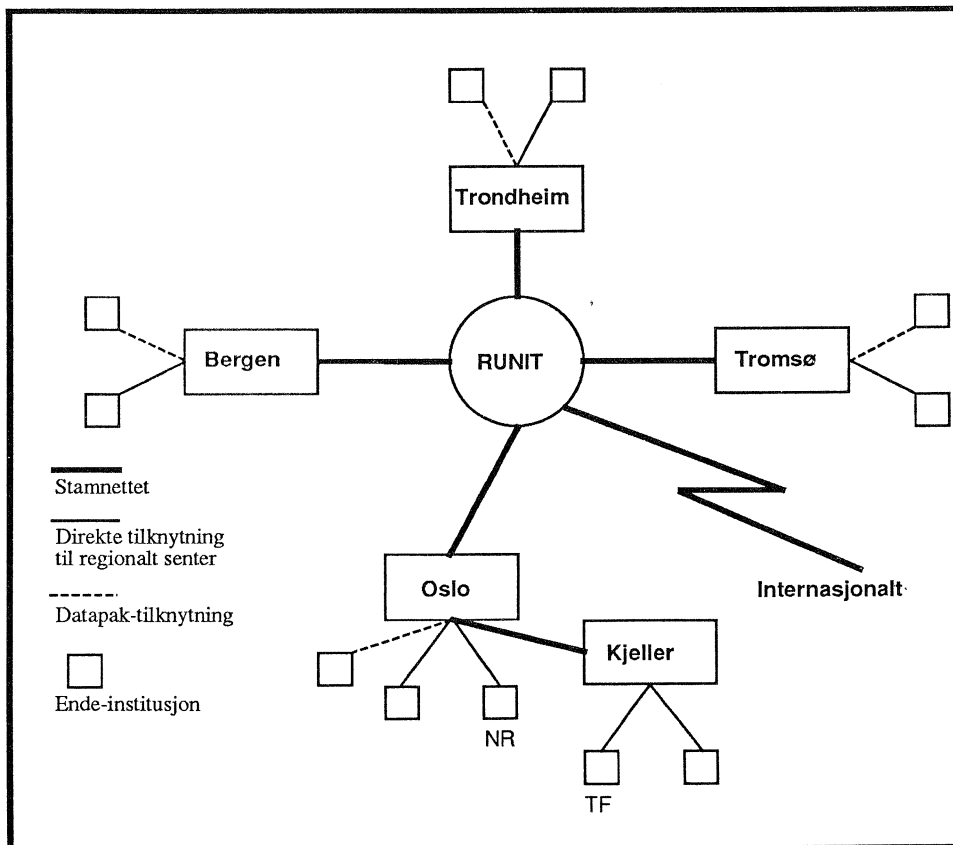 Trondheim
Bergen
RUNIT
Tromsø
Stamnettet
Direkte tilknytning
til regionalt senter
Datapak-tilknytning
Ende-institusjon
Oslo
Internasjonalt
Kjeller
NR
TF